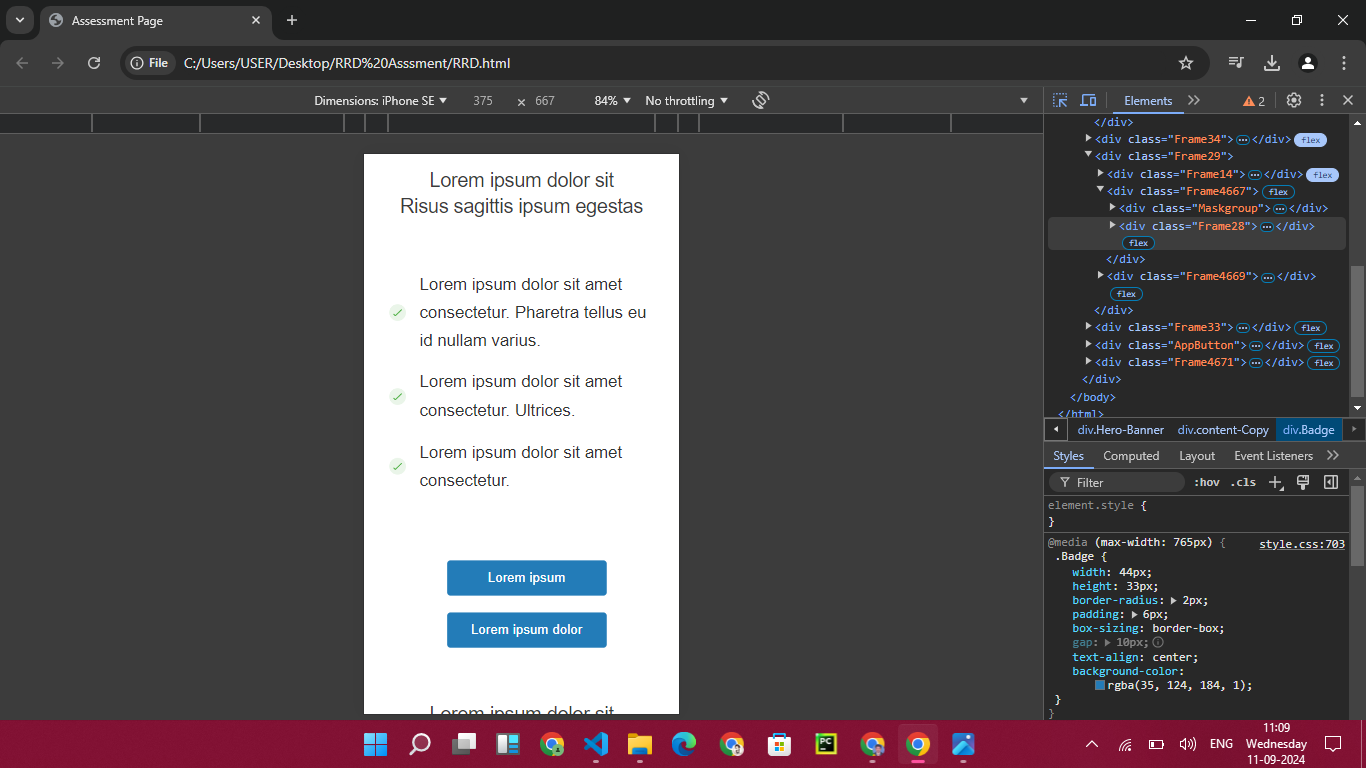 Assessment Page
File
C:/Users/USER/Desktop/RRD%20Asssment/RRD.html
Dimensions: iPhone SE 375 × 667 84% No throttling
Elements 2
Lorem ipsum dolor sit
Risus sagittis ipsum egestas
Lorem ipsum dolor sit amet
consectetur. Pharetra tellus eu
id nullam varius.
Lorem ipsum dolor sit amet
consectetur. Ultrices.
Lorem ipsum dolor sit amet
consectetur.
Lorem ipsum
Lorem ipsum dolor
Lorem ipsum dolor sit
</div>
<div class="Frame34"> ⋯ </div> flex
<div class="Frame29">
<div class="Frame14"> ⋯ </div> flex
<div class="Frame4667"> flex
<div class="Maskgroup"> ⋯ </div>
<div class="Frame28"> ⋯ </div>
flex
</div>
<div class="Frame4669"> ⋯ </div>
flex
</div>
<div class="Frame33"> ⋯ </div> flex
<div class="AppButton"> ⋯ </div> flex
<div class="Frame4671"> ⋯ </div> flex
</div>
</body>
</html>
div.Hero-Banner div.content-Copy div.Badge
Styles Computed Layout Event Listeners
Filter :hov .cls
element.style {
}
@media (max-width: 765px) { style.css:703
.Badge {
width: 44px;
height: 33px;
border-radius: 2px;
padding: 6px;
box-sizing: border-box;
gap: 10px;
text-align: center;
background-color:
rgba(35, 124, 184, 1);
}
}
PC
ENG
11:09
Wednesday
11-09-2024